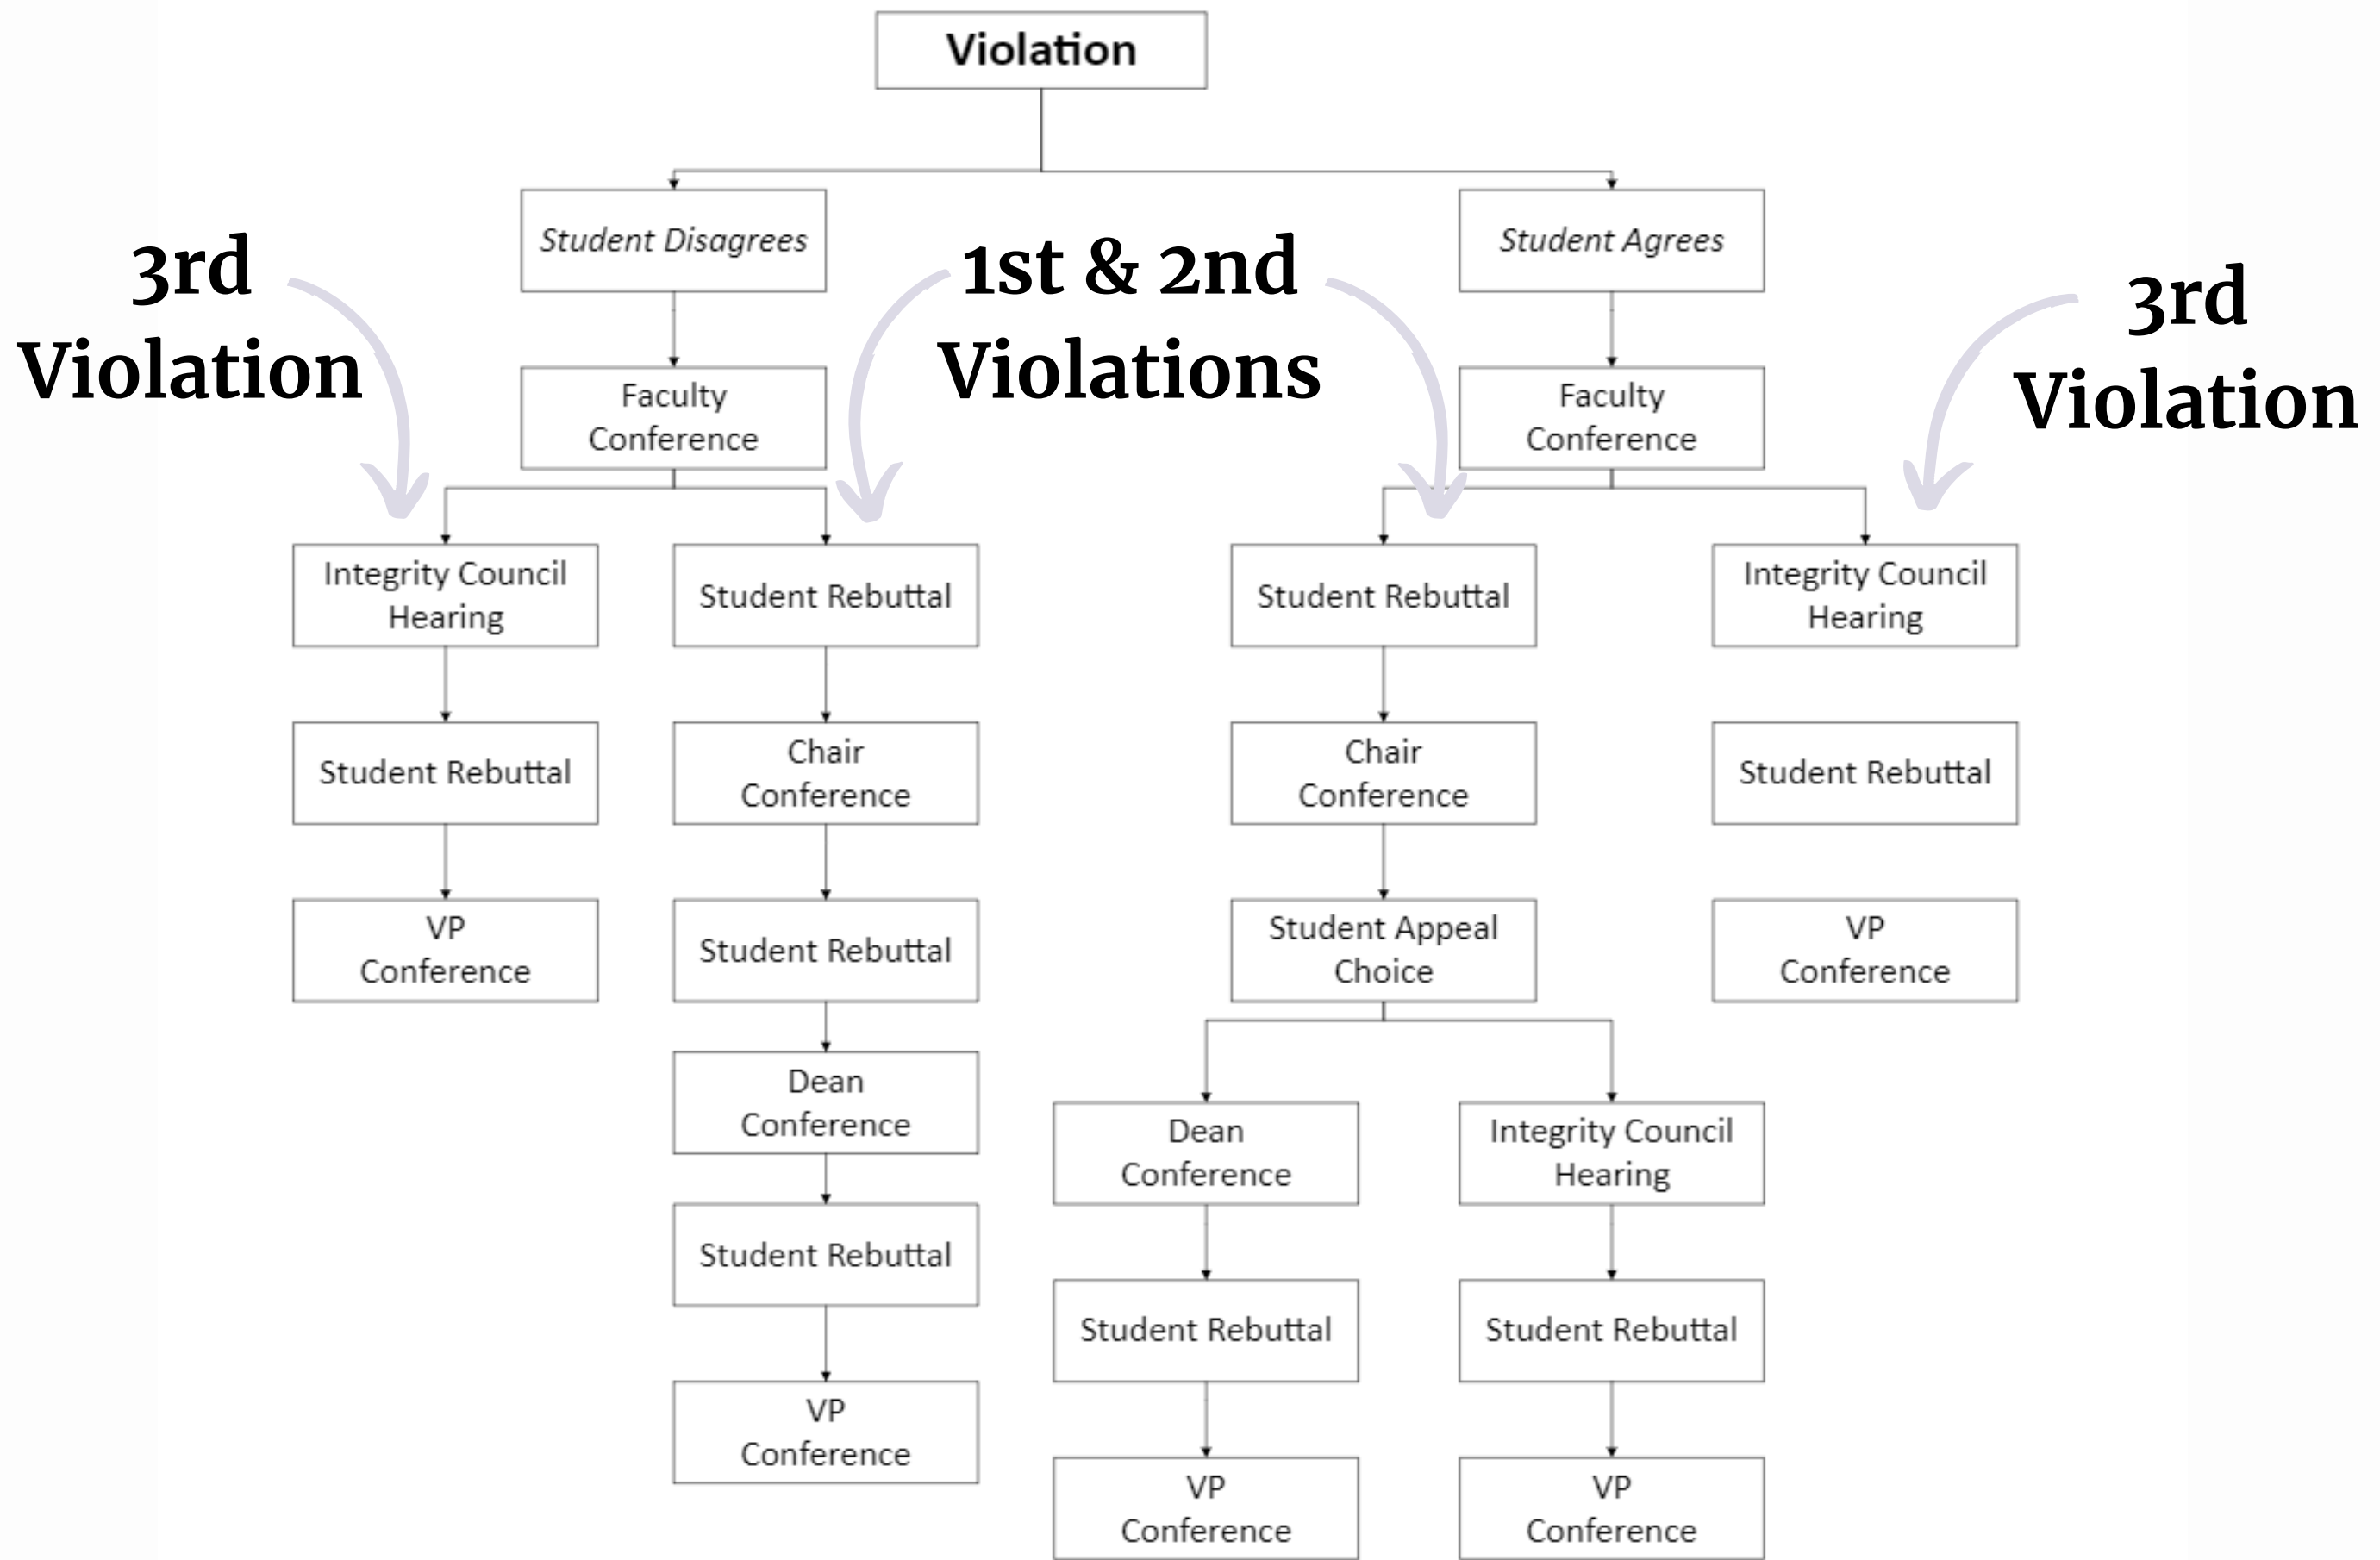 Violation
Student Disagrees
Student Agrees
3rd
Violation
1st & 2nd
Violations
3rd
Violation
Faculty
Conference
Faculty
Conference
Integrity Council
Hearing
Student Rebuttal
Student Rebuttal
Integrity Council
Hearing
Student Rebuttal
Chair
Conference
Chair
Conference
Student Rebuttal
VP
Conference
Student Rebuttal
Student Appeal
Choice
VP
Conference
Dean
Conference
Dean
Conference
Integrity Council
Hearing
Student Rebuttal
Student Rebuttal
Student Rebuttal
VP
Conference
VP
Conference
VP
Conference